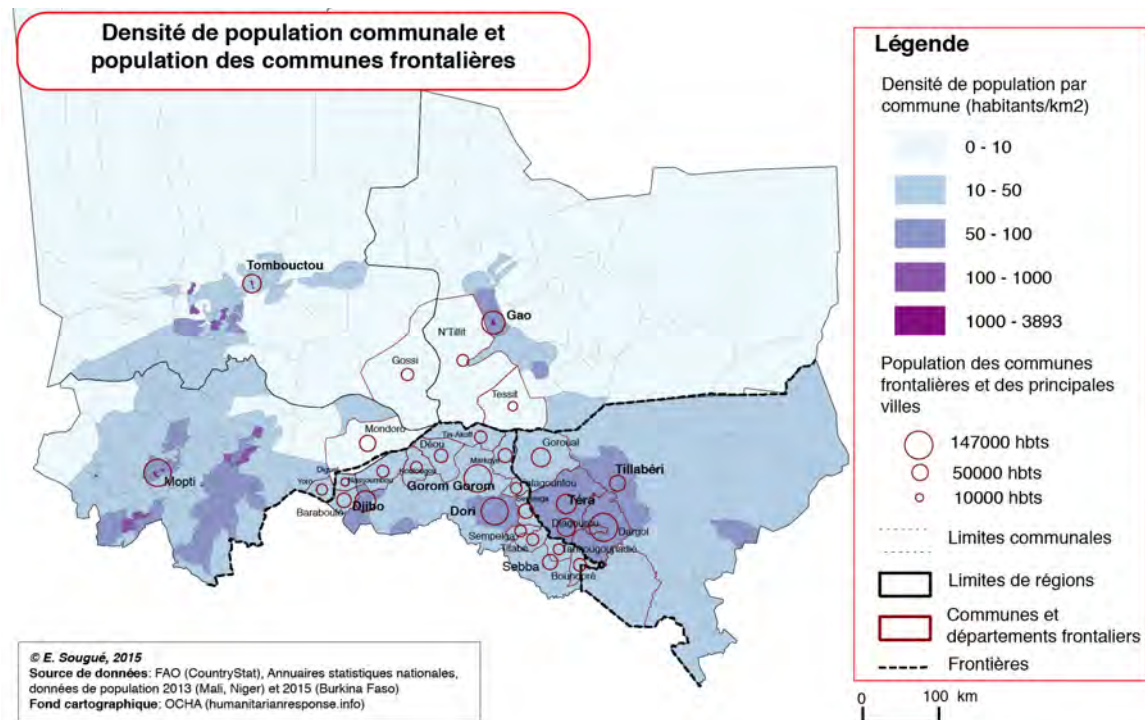 Densité de population communale et
population des communes frontalières
Légende
Densité de population par
commune (habitants/km2)
0 - 10
10 - 50
50 - 100
100 - 1000
1000 - 3893
Population des communes
frontalières et des principales
villes
147000 hbts
50000 hbts
10000 hbts
Limites communales
Limites de régions
Communes et
départements frontaliers
Frontières
0 100 km
Tombouctou
Gao
N'Tillit
Gossi
Tessit
Mondoro
Tin-Akoff
Déou
Gorouol
Markoye
Tillabéri
Mopti
Yoro
Gorom Gorom
Baraboulé
Djibo
Dori
Téra
Diagourou
Dargol
Sempelga
Titabé
Sebba
Boundoré
© E. Sougué, 2015
Source de données: FAO (CountryStat), Annuaires statistiques nationales,
données de population 2013 (Mali, Niger) et 2015 (Burkina Faso)
Fond cartographique: OCHA (humanitarianresponse.info)